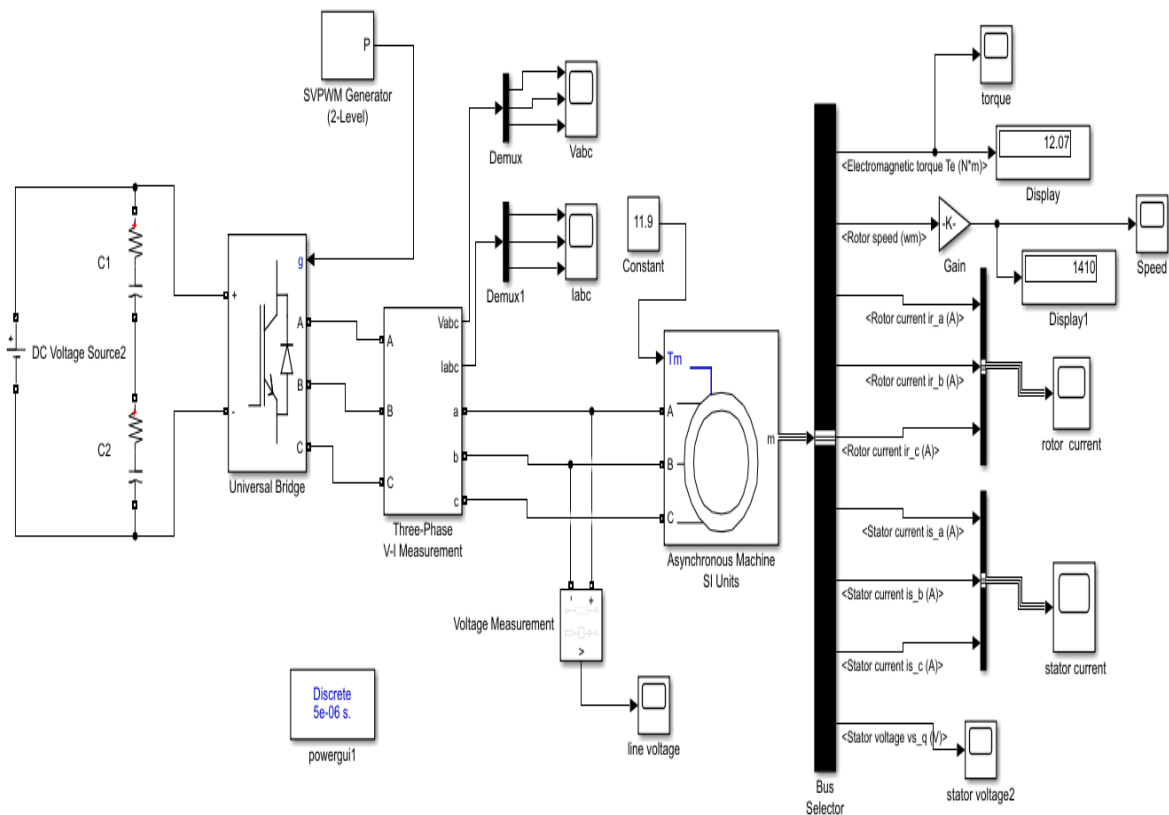 P
SVPWM Generator
(2-Level)
Demux
Vabc
torque
12.07
<Electromagnetic torque Te (N*m)>
Display
C1
g
+
A
B
C
-
Universal Bridge
DC Voltage Source2
+
C2
Demux1
Iabc
11.9
Constant
<Rotor speed (wm)>
-K-
Gain
Speed
1410
Display1
Vabc
Iabc
A
B
C
a
b
c
Three-Phase
V-I Measurement
Tm
A
B
C
m
Asynchronous Machine
SI Units
<Rotor current ir_a (A)>
<Rotor current ir_b (A)>
<Rotor current ir_c (A)>
rotor current
<Stator current is_a (A)>
<Stator current is_b (A)>
<Stator current is_c (A)>
stator current
- +
Voltage Measurement
>
line voltage
Discrete
5e-06 s.
powergui1
<Stator voltage vs_q (V)>
stator voltage2
Bus
Selector